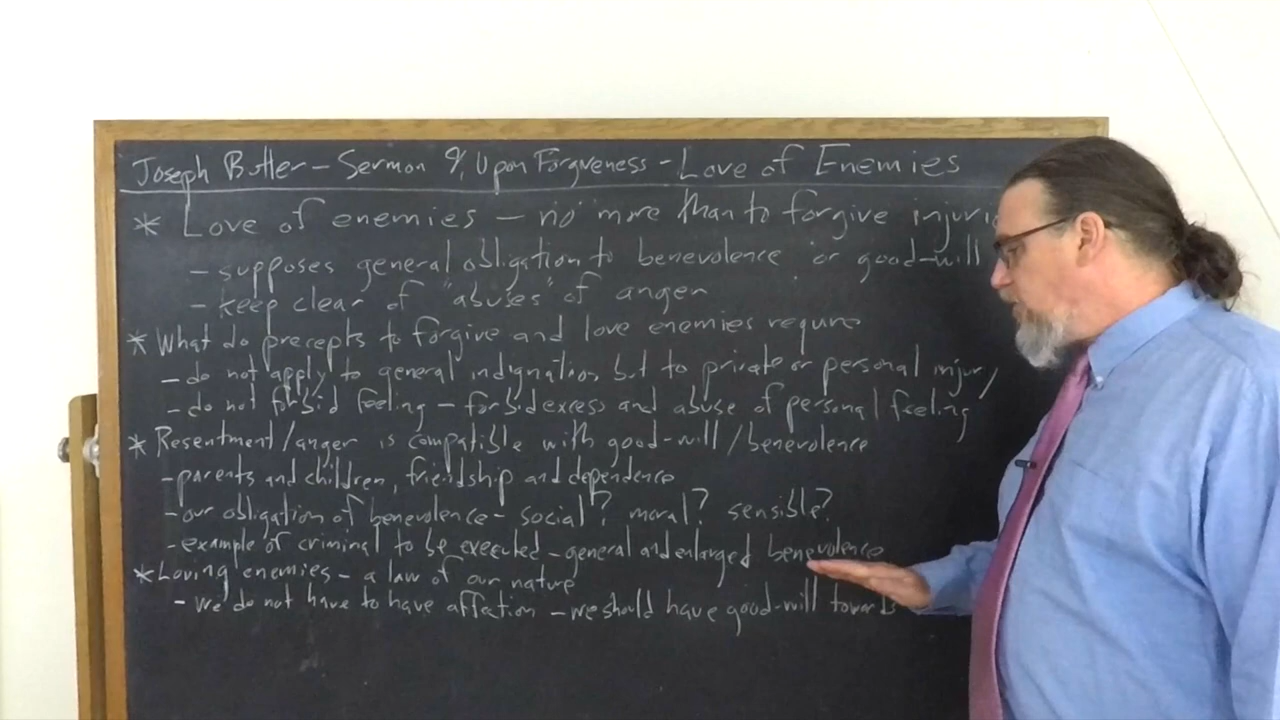 Joseph Butler - Sermon 9, Upon Forgiveness - Love of Enemies
* Love of enemies - no more than to forgive injuri
- supposes general obligation to benevolence or good-will
- keep clear of "abuses" of anger
* What do precepts to forgive and love enemies require
- do not apply to general indignation but to private or personal injury
- do not forbid feeling - forbid excess and abuse of personal feeling
* Resentment/anger is compatible with good-will/benevolence
- parents and children, friendship and dependence
- our obligation of benevolence - social? moral? sensible?
- example of criminal to be executed - general and enlarged benevolence
* Loving enemies - a law of our nature
- we do not have to have affection - we should have good-will towards